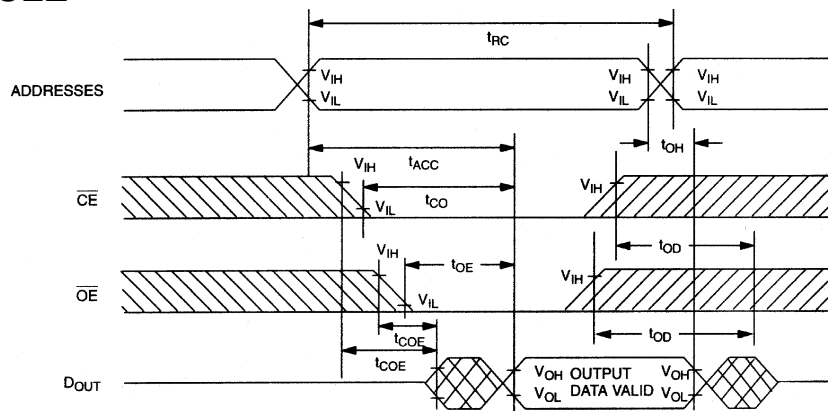 tRC
ADDRESSES
VIH
VIL
VIH
VIL
VIH
VIL
tOH
tACC
CE
VIH
VIL
tCO
VIH
tOD
OE
VIH
VIL
tOE
VIH
tOD
tCOE
tCOE
DOUT
VOH OUTPUT VOH
VOL DATA VALID VOL